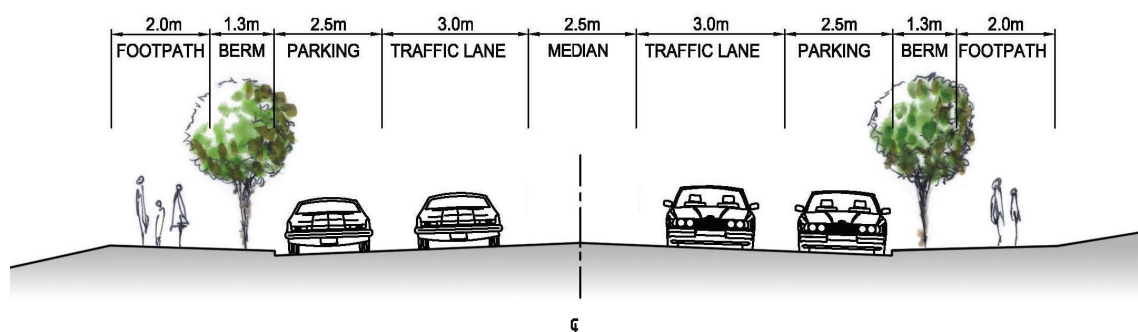 2.0m 1.3m 2.5m 3.0m 2.5m 3.0m 2.5m 1.3m 2.0m
FOOTPATH BERM PARKING TRAFFIC LANE MEDIAN TRAFFIC LANE PARKING BERM FOOTPATH
℄